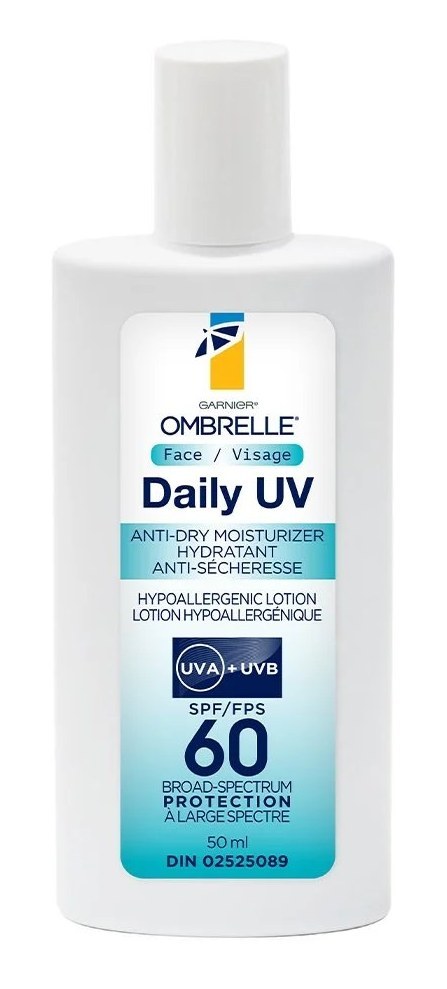 GARNIER®
OMBRELLE®
Face / Visage
Daily UV
ANTI-DRY MOISTURIZER
HYDRATANT
ANTI-SÉCHERESSE
HYPOALLERGENIC LOTION
LOTION HYPOALLERGÉNIQUE
UVA + UVB
SPF/FPS
60
BROAD-SPECTRUM
PROTECTION
À LARGE SPECTRE
50 ml
DIN 02525089